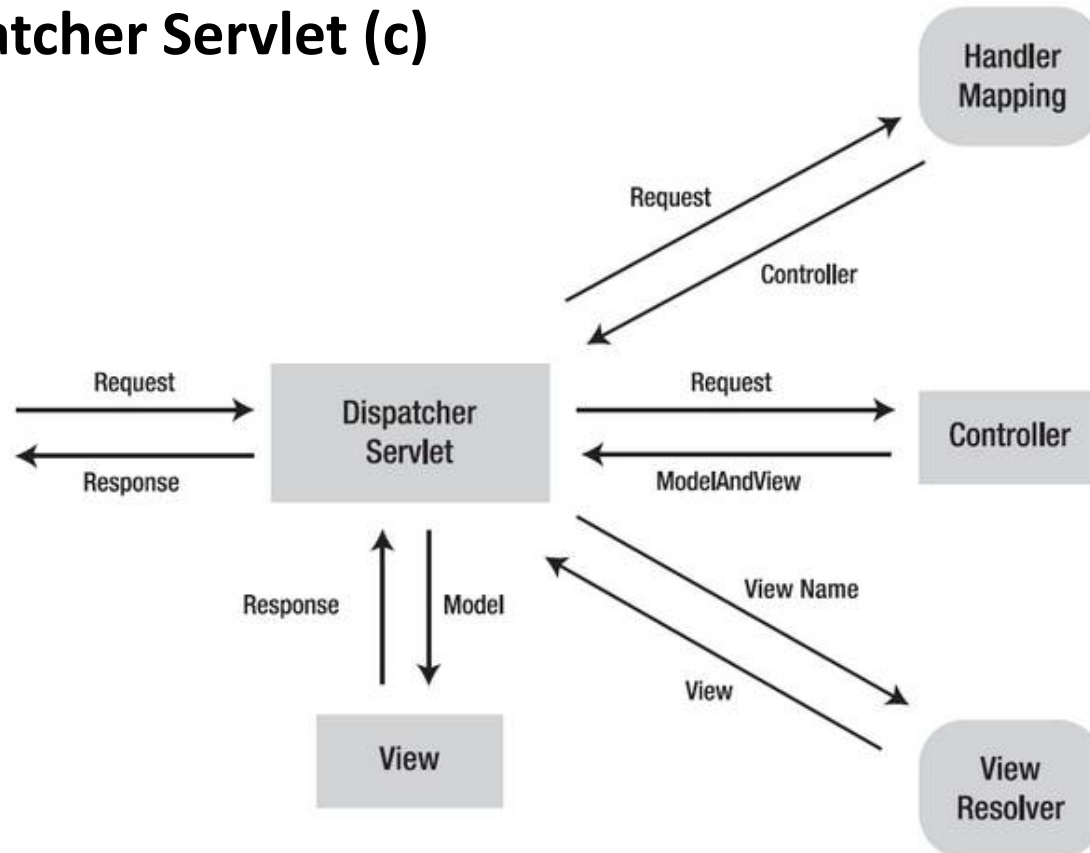 atcher Servlet (c)
Handler
Mapping
Request
Controller
Request
Response
Dispatcher
Servlet
Request
ModelAndView
Controller
Response
Model
View Name
View
View
View
Resolver